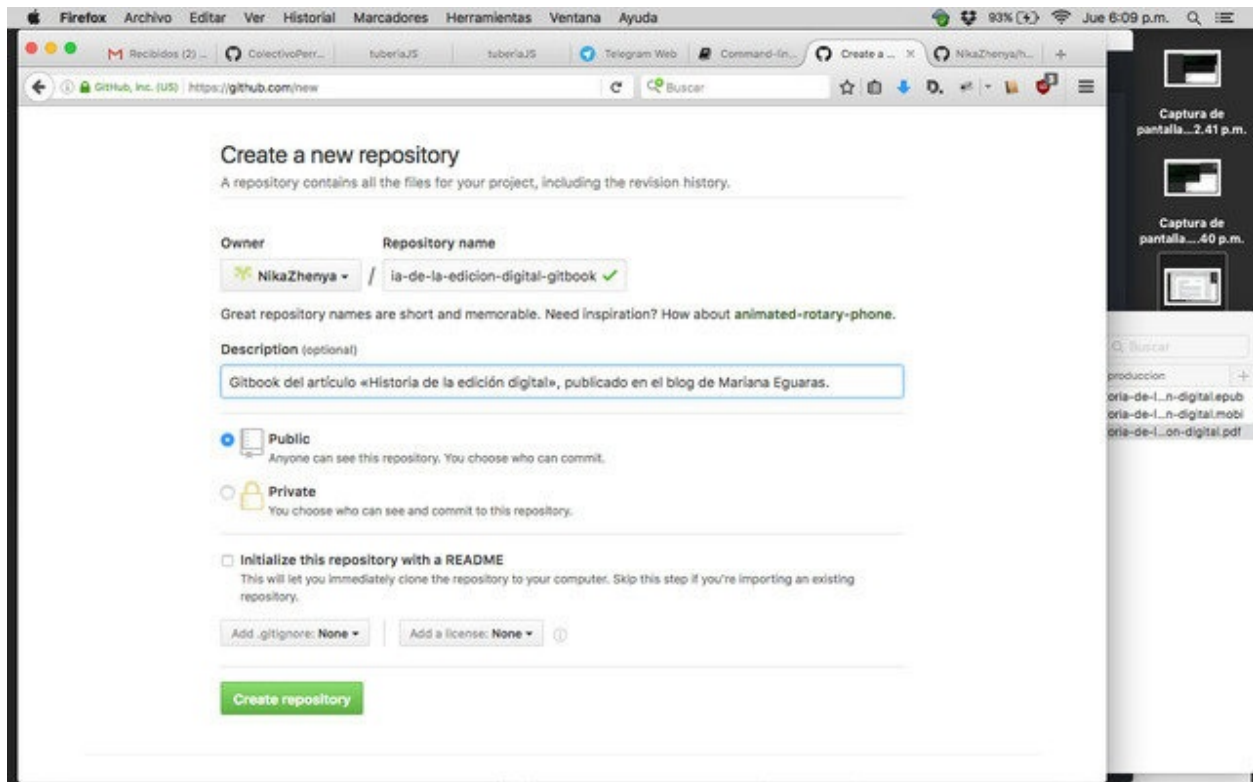 Firefox Archivo Editar Ver Historial Marcadores Herramientas Ventana Ayuda 93% Jue 6:09 p.m.
Recibidos (2) ... ColectivoPerr... tuberíaJS tuberíaJS Telegram Web Command-lin... Create a ... NikaZhenya/h...
GitHub, Inc. (US) https://github.com/new Buscar
Captura de
pantalla...2.41 p.m.
Captura de
pantalla....40 p.m.
Create a new repository
A repository contains all the files for your project, including the revision history.
Owner Repository name
NikaZhenya / ia-de-la-edicion-digital-gitbook
Great repository names are short and memorable. Need inspiration? How about animated-rotary-phone.
Description (optional)
Gitbook del artículo «Historia de la edición digital», publicado en el blog de Mariana Eguaras.
Public
Anyone can see this repository. You choose who can commit.
Private
You choose who can see and commit to this repository.
Initialize this repository with a README
This will let you immediately clone the repository to your computer. Skip this step if you're importing an existing
repository.
Add .gitignore: None Add a license: None
Create repository
Buscar
produccion
oria-de-l...n-digital.epub
oria-de-l...n-digital.mobi
oria-de-l...on-digital.pdf